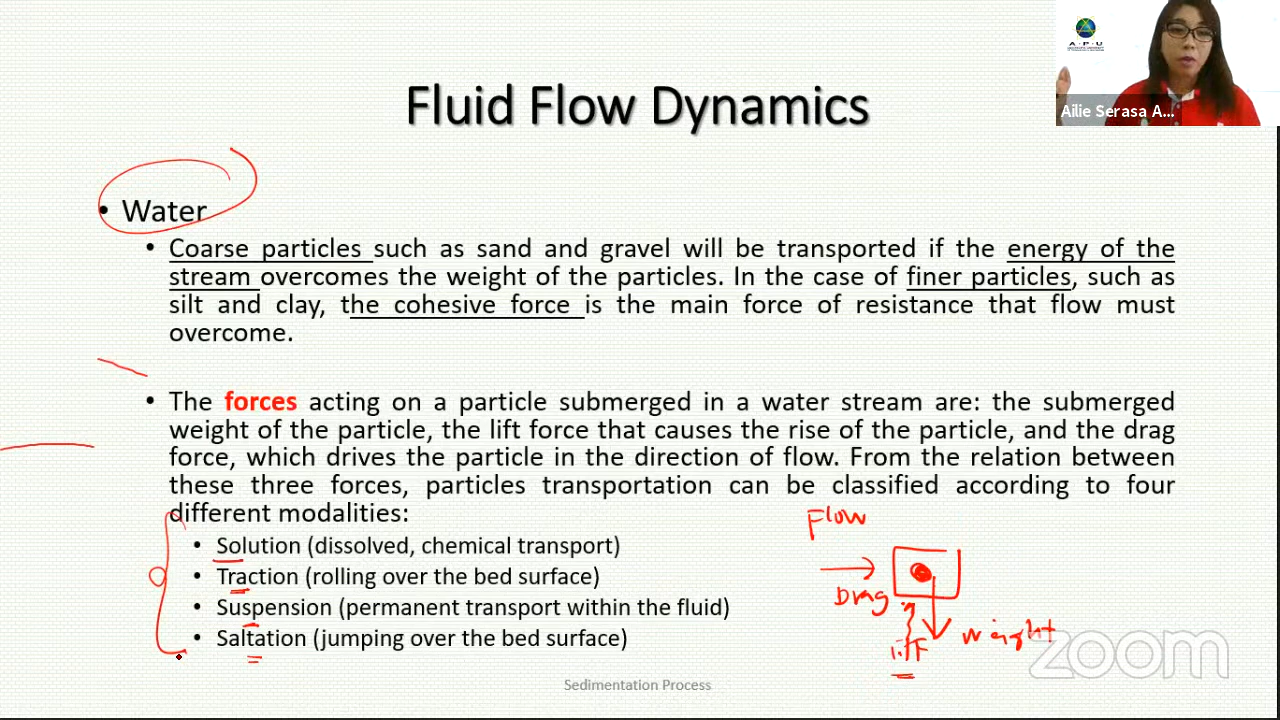 A · P · U
Ailie Serasa A...
Fluid Flow Dynamics
• Water
• Coarse particles such as sand and gravel will be transported if the energy of the
stream overcomes the weight of the particles. In the case of finer particles, such as
silt and clay, the cohesive force is the main force of resistance that flow must
overcome.
• The forces acting on a particle submerged in a water stream are: the submerged
weight of the particle, the lift force that causes the rise of the particle, and the drag
force, which drives the particle in the direction of flow. From the relation between
these three forces, particles transportation can be classified according to four
different modalities:
• Solution (dissolved, chemical transport)
• Traction (rolling over the bed surface)
• Suspension (permanent transport within the fluid)
• Saltation (jumping over the bed surface)
Flow
Drag
weight
lift
zoom
Sedimentation Process